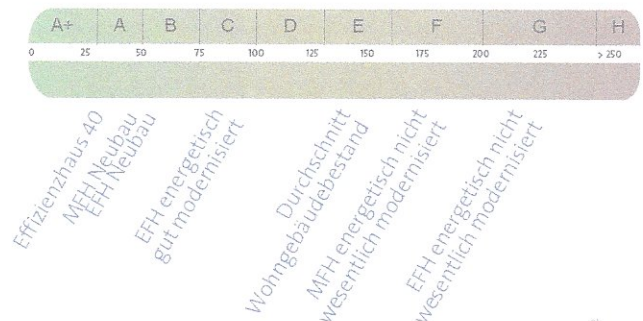 A+ A B C D E F G H
0 25 50 75 100 125 150 175 200 225 > 250
Effizienzhaus 40
MFH Neubau
EFH Neubau
EFH energetisch
gut modernisiert
Durchschnitt
Wohngebäudebestand
MFH energetisch nicht
wesentlich modernisiert
EFH energetisch nicht
wesentlich modernisiert